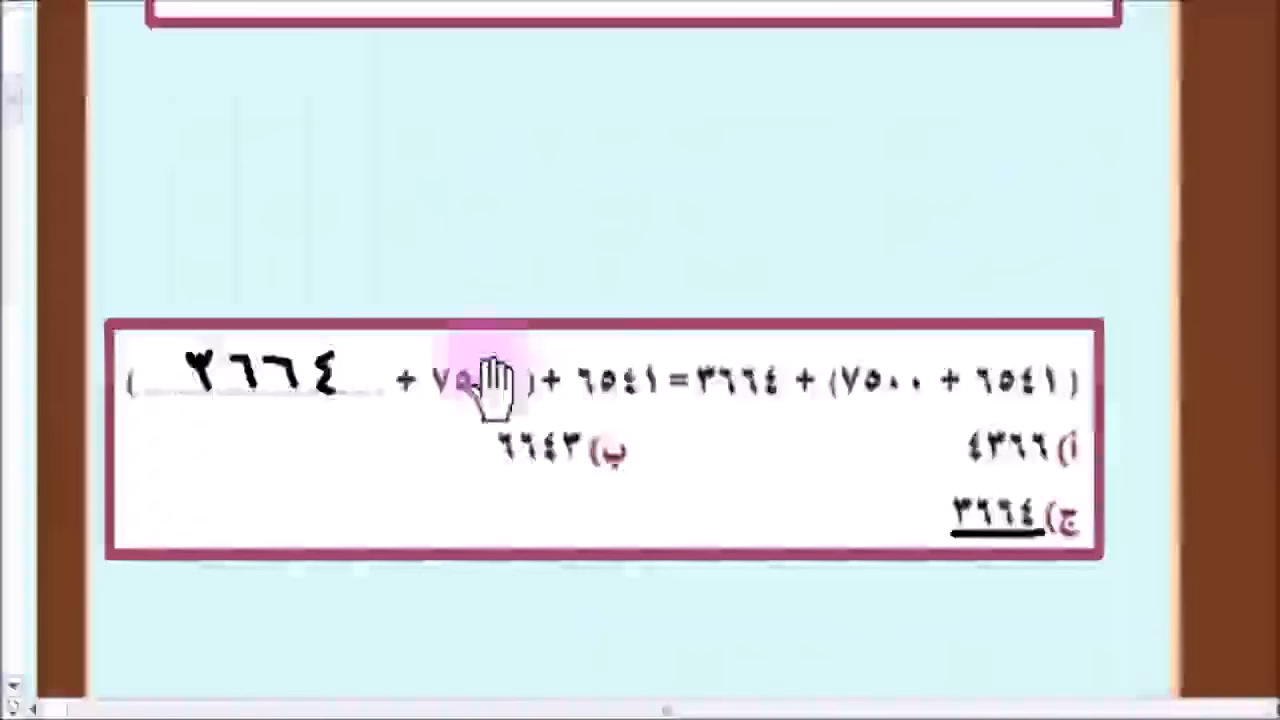 (٦٥٤١ + ٧٥٠٠) + ٣٦٦٤ = ٦٥٤١ + ( ٧٥ + ٣٦٦٤ )
أ) ٤٣٦٦ ب) ٦٦٤٣
ج) ٣٦٦٤